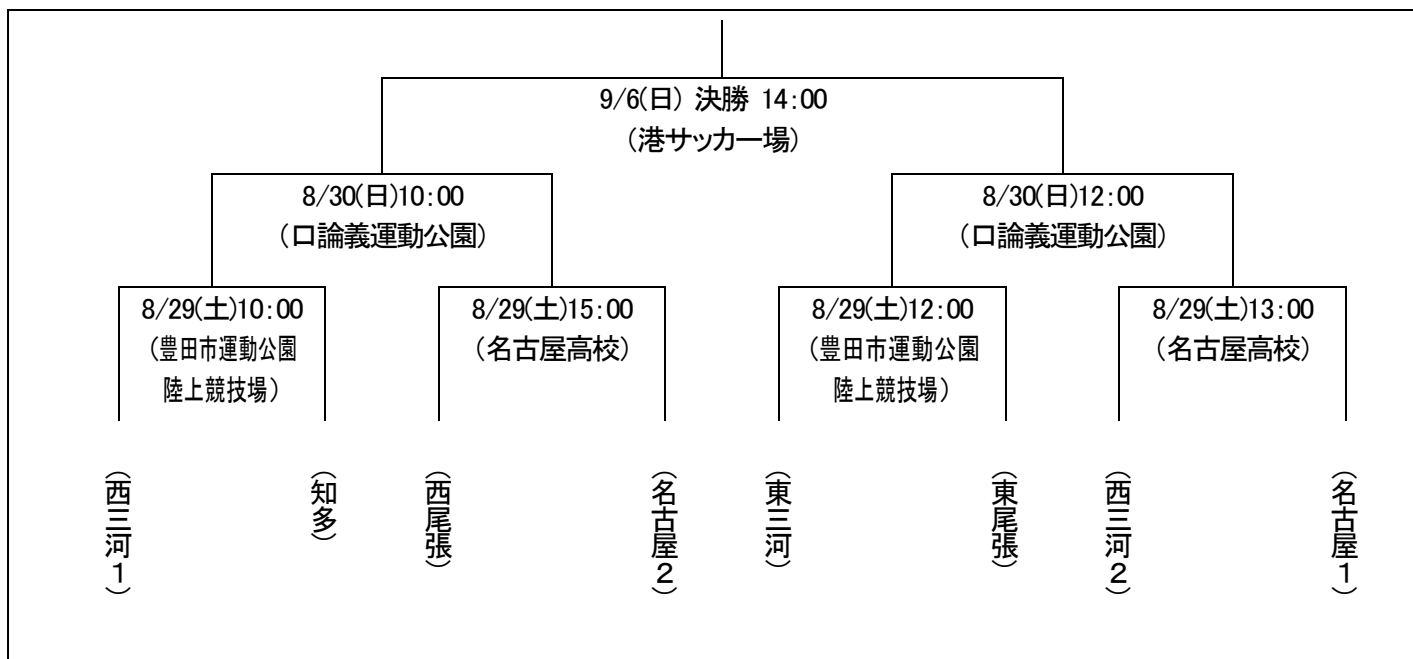 9/6(日) 決勝 14:00
（港サッカー場）
8/30(日)10:00
（口論義運動公園）
8/30(日)12:00
（口論義運動公園）
8/29(土)10:00
（豊田市運動公園
陸上競技場）
8/29(土)15:00
（名古屋高校）
8/29(土)12:00
（豊田市運動公園
陸上競技場）
8/29(土)13:00
（名古屋高校）
（西三河１）
（知多）
（西尾張）
（名古屋２）
（東三河）
（東尾張）
（西三河２）
（名古屋１）